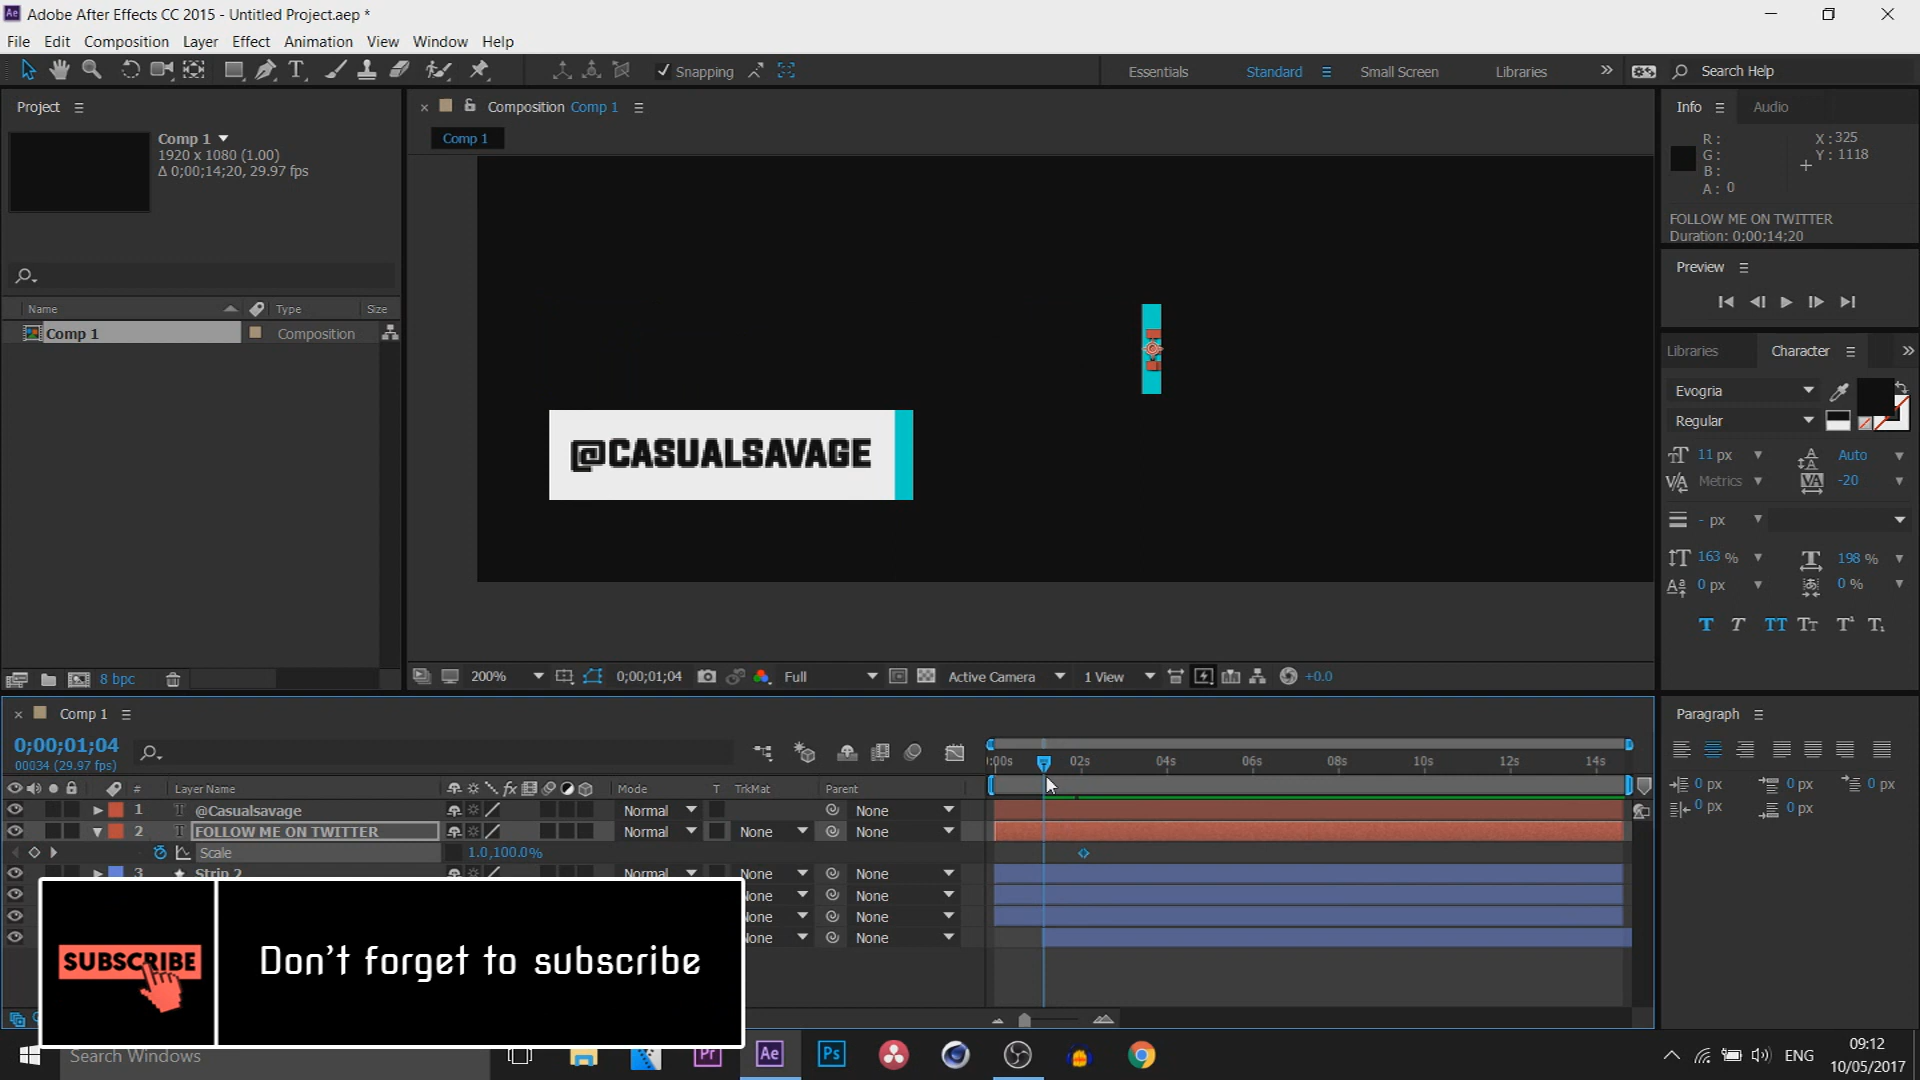 Adobe After Effects CC 2015 - Untitled Project.aep *
File Edit Composition Layer Effect Animation View Window Help
Snapping
Essentials Standard Small Screen Libraries Search Help
Project
Comp 1
1920 x 1080 (1.00)
Δ 0;00;14;20, 29.97 fps
Name Type Size
Comp 1 Composition
8 bpc
Composition Comp 1
Comp 1
@CASUALSAVAGE
200% 0;00;01;04 Full Active Camera 1 View +0.0
Info Audio
R :
G :
B :
A : 0
X : 325
Y : 1118
FOLLOW ME ON TWITTER
Duration: 0;00;14;20
Preview
Libraries Character
Evogria
Regular
11 px Auto
Metrics -20
- px
163 % 198 %
0 px 0 %
Paragraph
0 px 0 px 0 px
0 px 0 px
Comp 1
0;00;01;04
00034 (29.97 fps)
:00s 02s 04s 06s 08s 10s 12s 14s
# Layer Name Mode T TrkMat Parent
1 @Casualsavage Normal None
2 FOLLOW ME ON TWITTER Normal None None
Scale 1.0,100.0%
3 Strip 2 Normal None None
None None
None None
None None
SUBSCRIBE
Don't forget to subscribe
Search Windows
Pr Ae Ps
ENG
09:12
10/05/2017